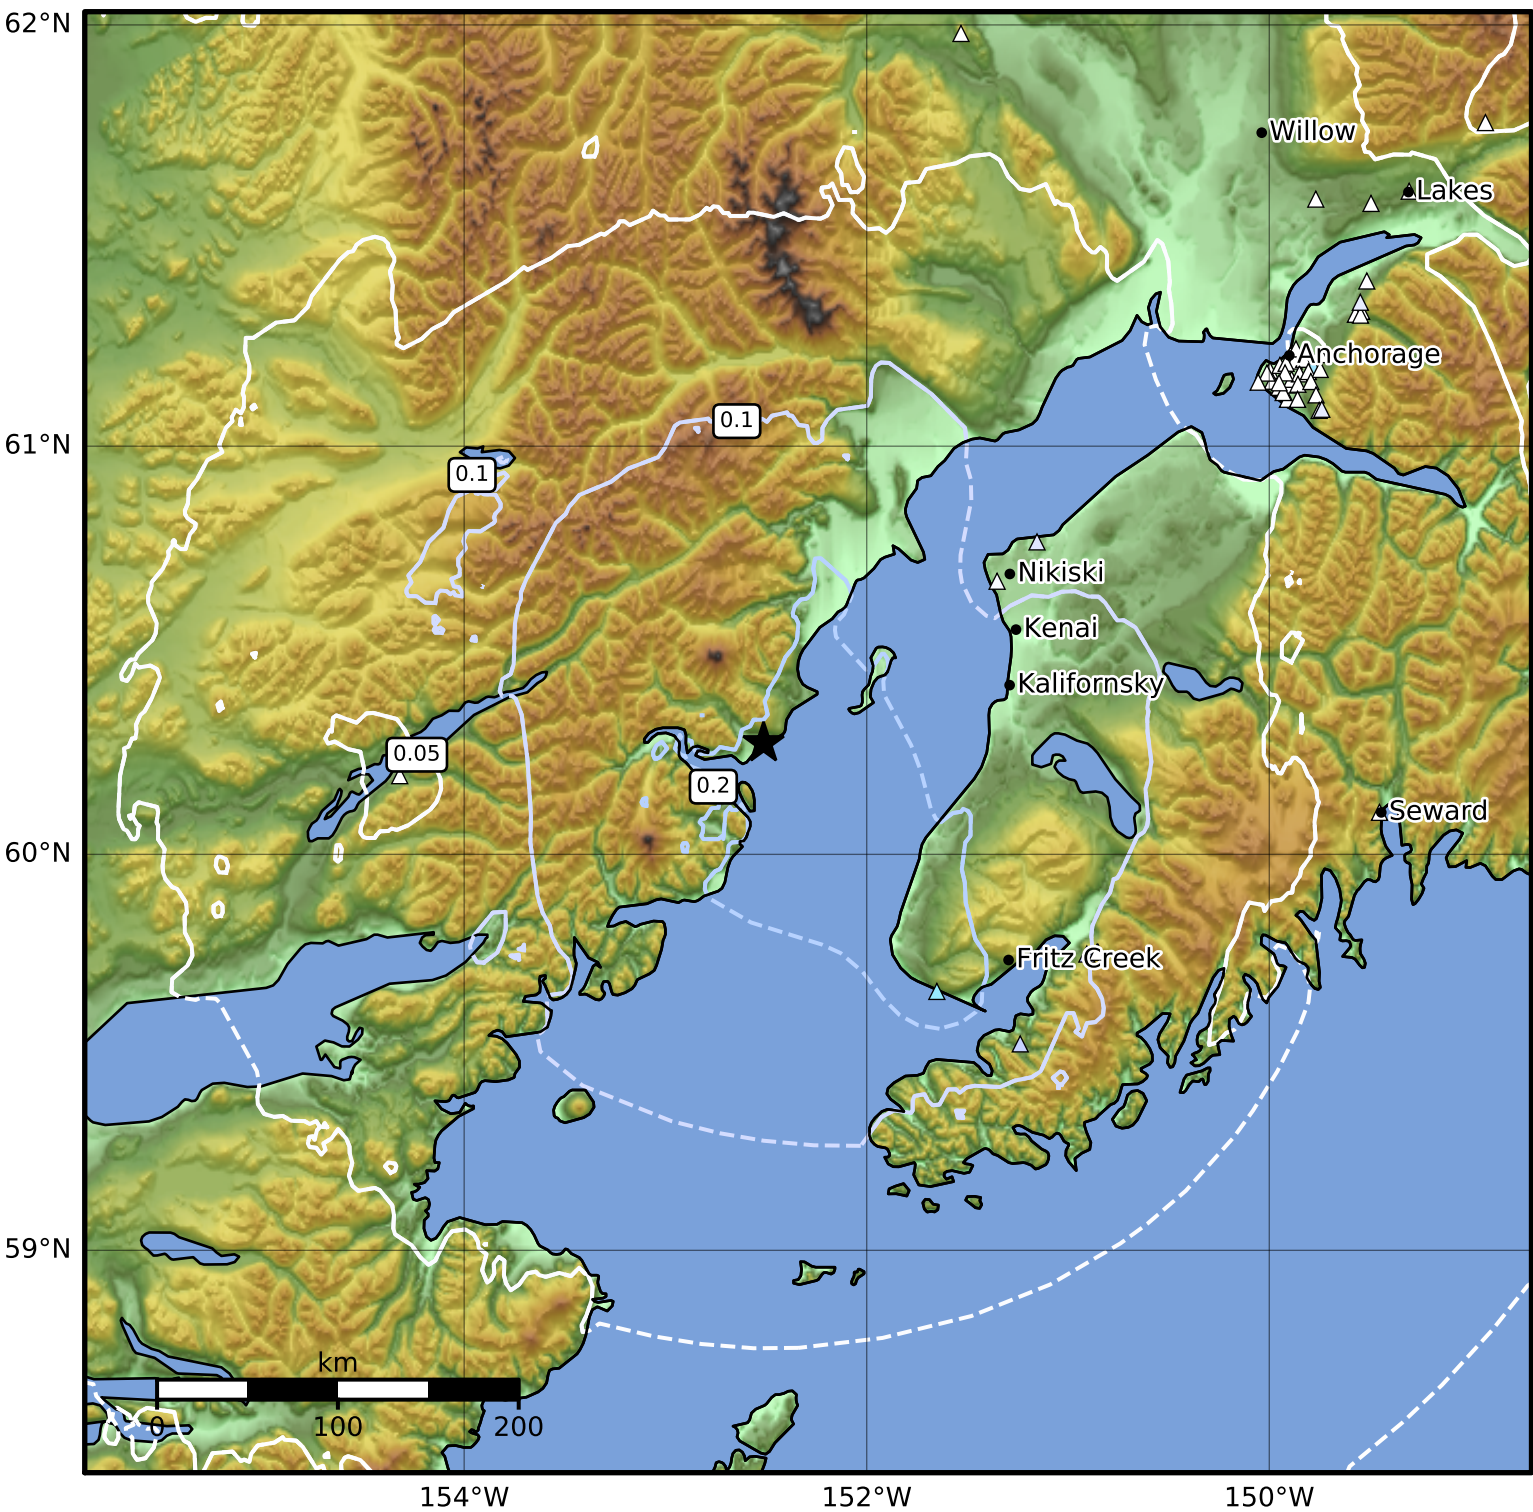 62°N
Willow
Lakes
Anchorage
0.1
61°N
0.1
Nikiski
Kenai
Kalifornsky
0.05
0.2
Seward
60°N
Fritz Creek
59°N
km
0 100 200
154°W 152°W 150°W